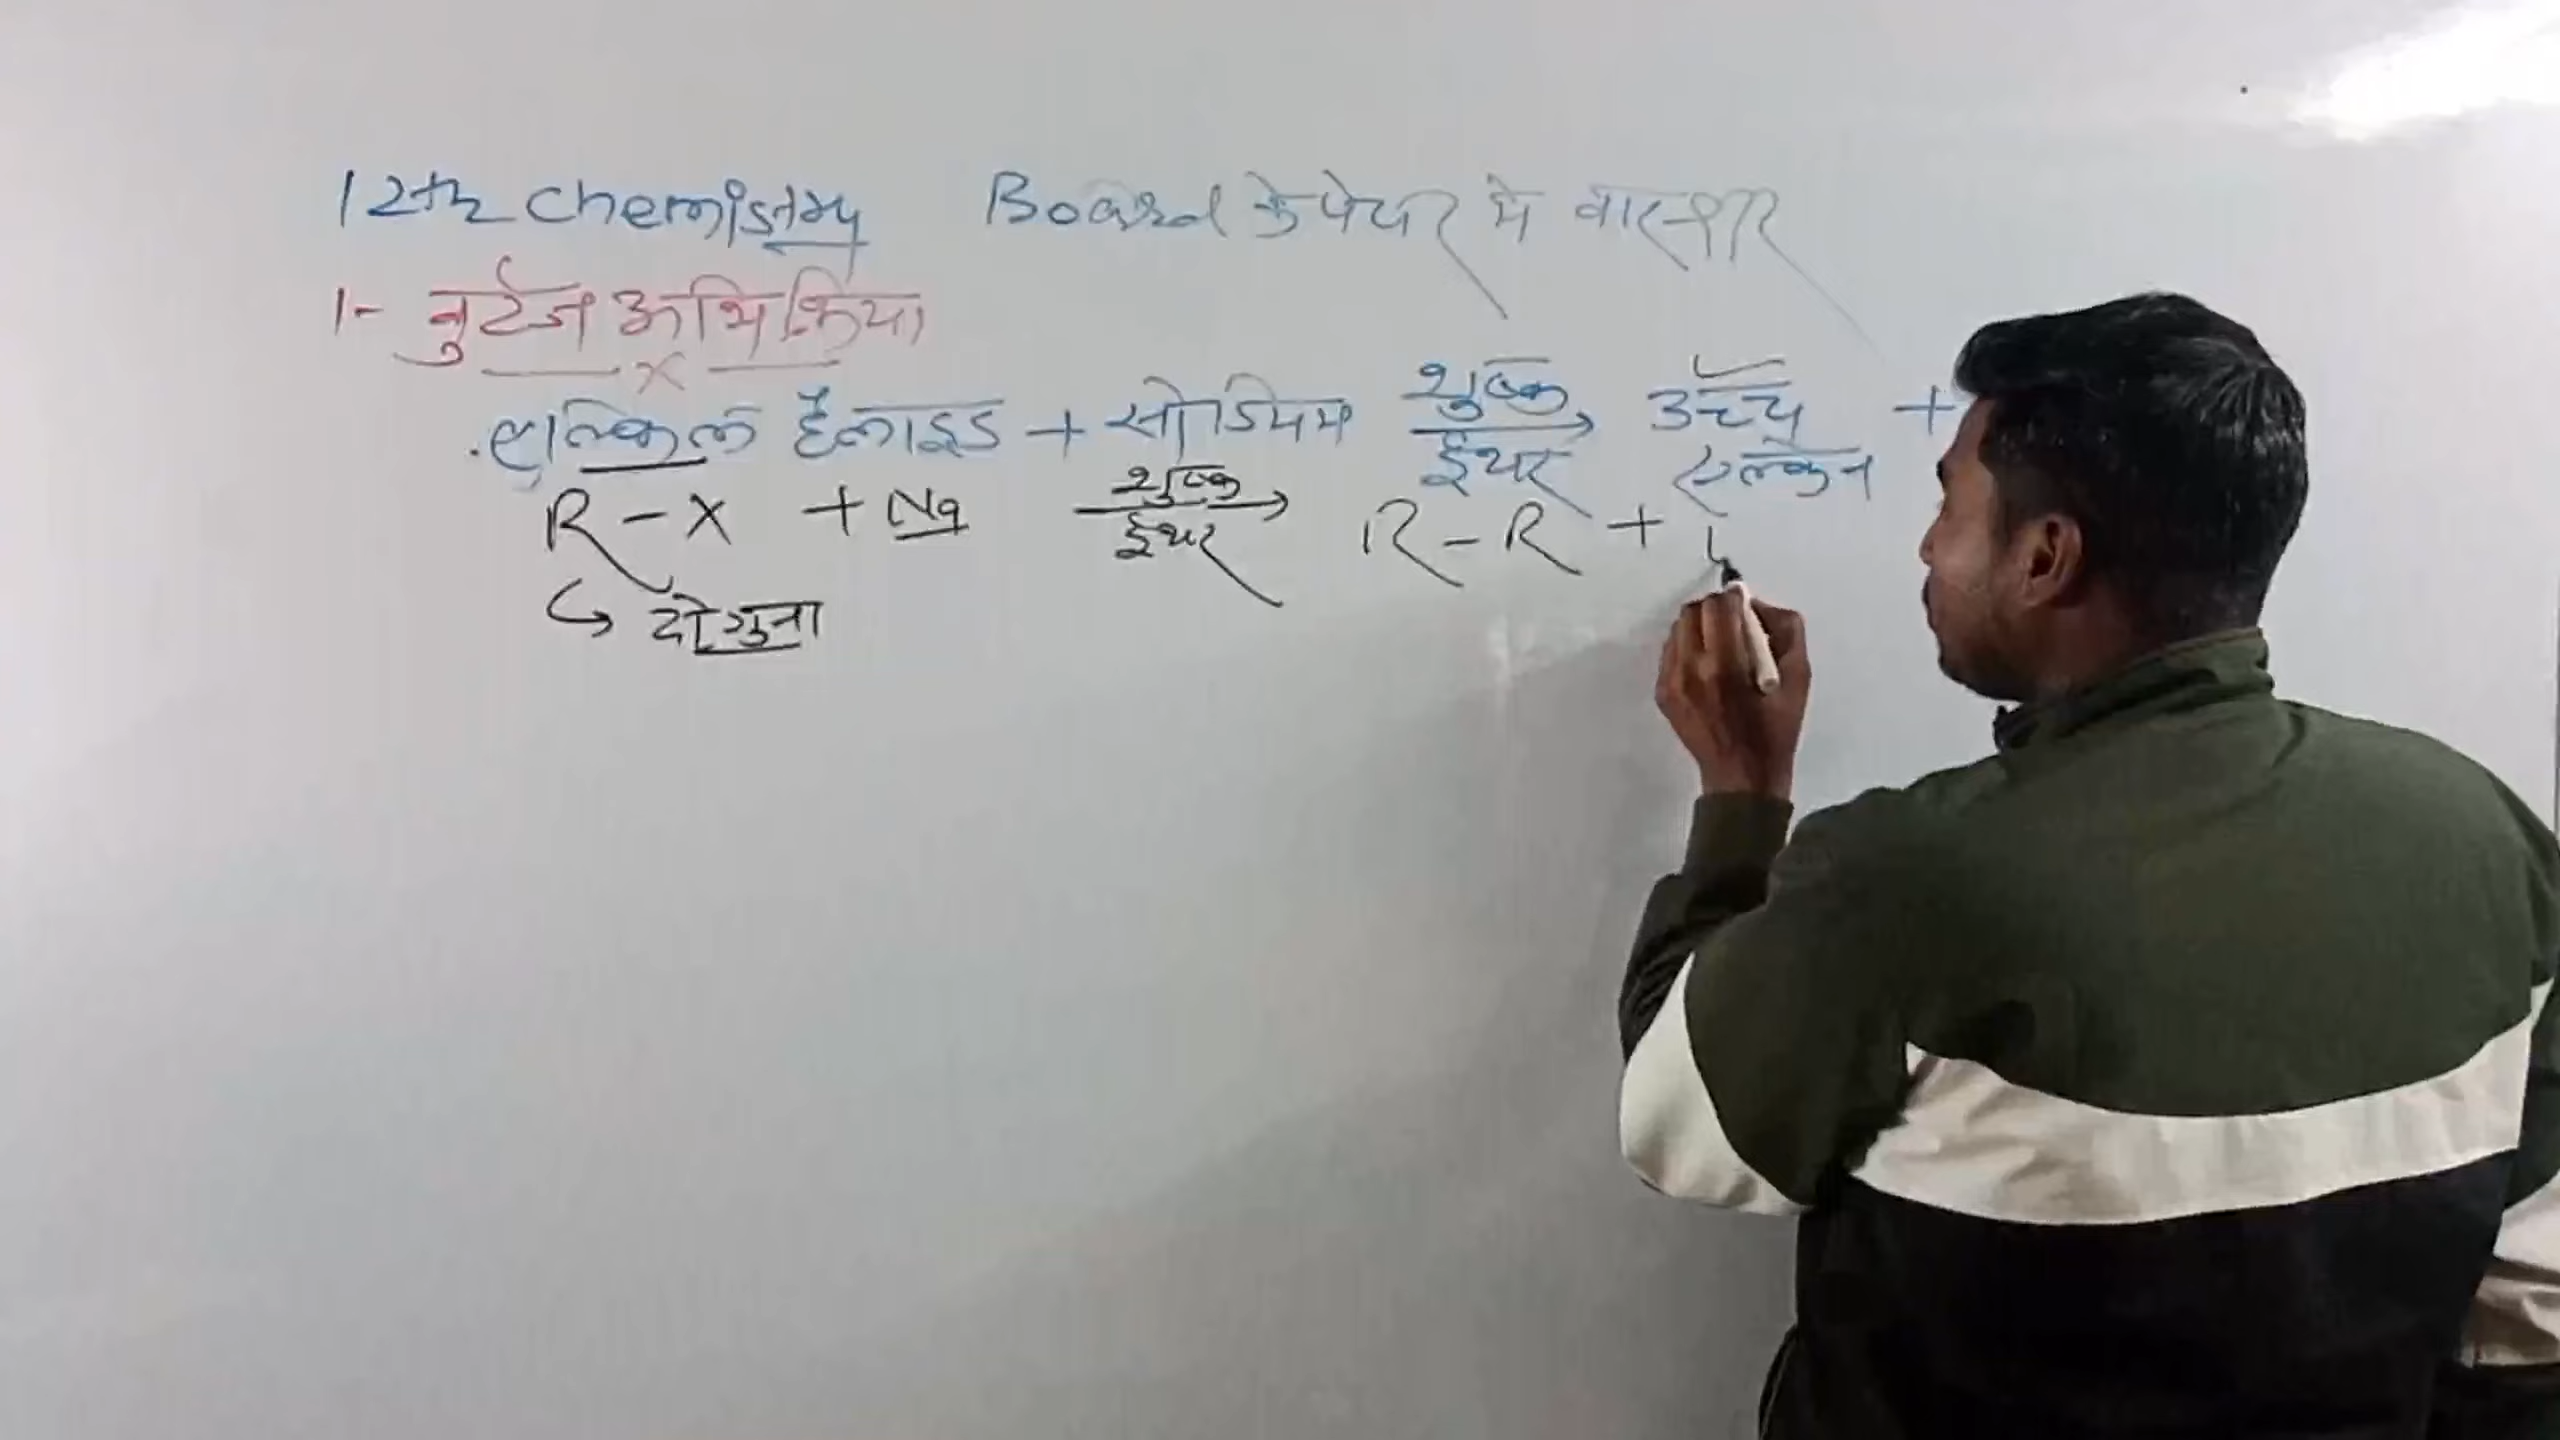 12th Chemistry Board के पेपर मे बार-बार
1- वुर्टज अभिक्रिया
एल्किल हैलाइड + सोडियम शुष्क ईथर → उच्च एल्केन +
R - X + Na शुष्क ईथर → R - R +
↪ दोगुना